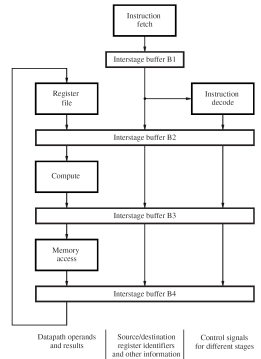 Instruction
fetch
Interstage buffer B1
Register
file
Instruction
decode
Interstage buffer B2
Compute
Interstage buffer B3
Memory
access
Interstage buffer B4
Datapath operands
and results
Source/destination
register identifiers
and other information
Control signals
for different stages